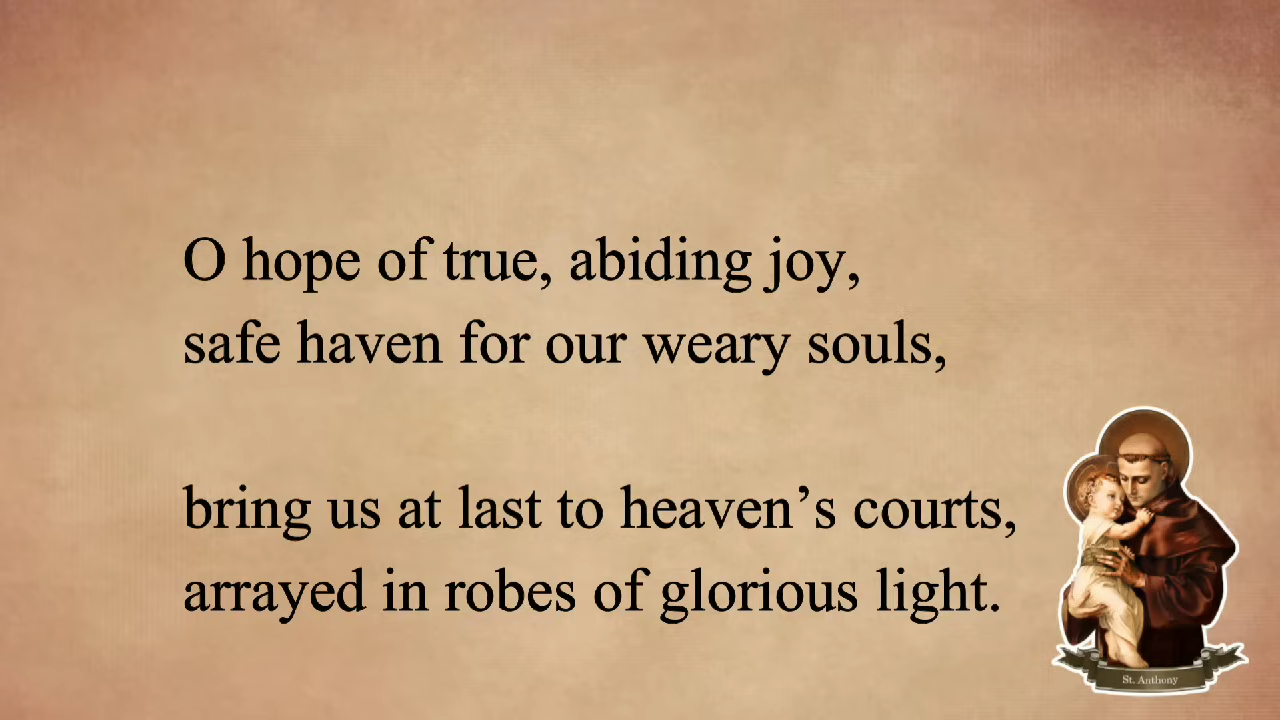 O hope of true, abiding joy,
safe haven for our weary souls,
bring us at last to heaven’s courts,
arrayed in robes of glorious light.
St. Anthony